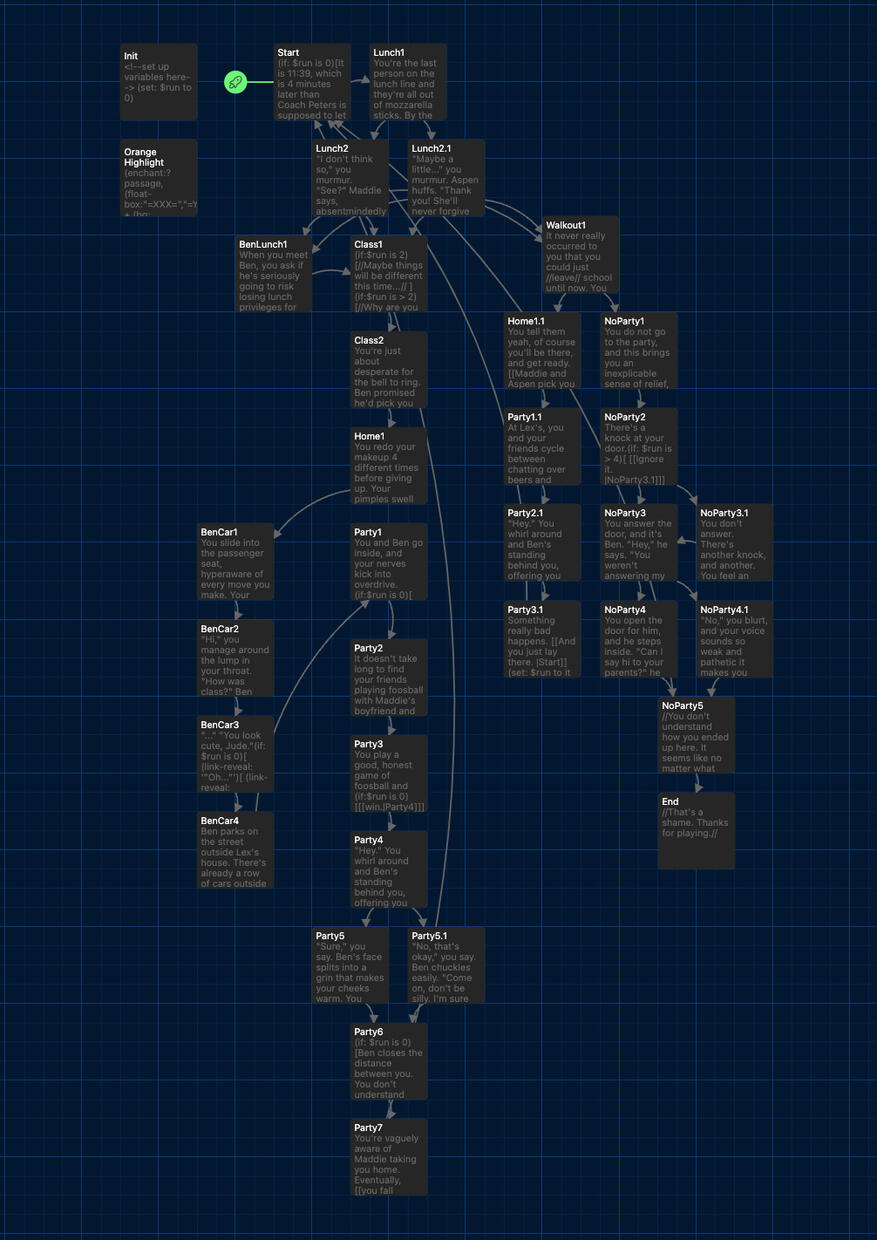 Init
<!--set up
variables here-
-> (set: $run to
0)
Start
(if: $run is 0)[It
is 11:39, which
is 4 minutes
later than
Coach Peters is
supposed to let
Lunch1
You're the last
person on the
lunch line and
they're all out
of mozzarella
sticks. By the
Orange
Highlight
(enchant:?
passage,
(float-
box:"=XXX=","=Y
+ (bg:
Lunch2
"I don't think
so," you
murmur.
"See?" Maddie
says,
absentmindedly
Lunch2.1
"Maybe a
little..." you
murmur. Aspen
huffs. "Thank
you! She'll
never forgive
Walkout1
It never really
occurred to
you that you
could just
//leave// school
until now. You
BenLunch1
When you meet
Ben, you ask if
he's seriously
going to risk
losing lunch
privileges for
Class1
(if:$run is 2)
[//Maybe things
will be different
this time...// ]
(if:$run is > 2)
[//Why are you
Home1.1
You tell them
yeah, of course
you'll be there,
and get ready.
[[Maddie and
Aspen pick you
NoParty1
You do not go
to the party,
and this brings
you an
inexplicable
sense of relief,
Class2
You're just
about
desperate for
the bell to ring.
Ben promised
he'd pick you
Party1.1
At Lex's, you
and your
friends cycle
between
chatting over
beers and
NoParty2
There's a
knock at your
door.(if: $run is
> 4)[ [[Ignore
it.
|NoParty3.1]]]
Home1
You redo your
makeup 4
different times
before giving
up. Your
pimples swell
Party2.1
"Hey." You
whirl around
and Ben's
standing
behind you,
offering you
NoParty3
You answer the
door, and it's
Ben. "Hey," he
says. "You
weren't
answering my
NoParty3.1
You don't
answer.
There's
another knock,
and another.
You feel an
BenCar1
You slide into
the passenger
seat,
hyperaware of
every move you
make. Your
Party1
You and Ben go
inside, and
your nerves
kick into
overdrive.
(if:$run is 0)[
Party3.1
Something
really bad
happens. [[And
you just lay
there. |Start]]
(set: $run to it
NoParty4
You open the
door for him,
and he steps
inside. "Can I
say hi to your
parents?" he
NoParty4.1
"No," you blurt,
and your voice
sounds so
weak and
pathetic it
makes you
BenCar2
"Hi," you
manage around
the lump in
your throat.
"How was
class?" Ben
Party2
It doesn't take
long to find
your friends
playing foosball
with Maddie's
boyfriend and
NoParty5
//You don't
understand
how you ended
up here. It
seems like no
matter what
BenCar3
"..." "You look
cute, Jude."(if:
$run is 0)[
(link-reveal:
'"Oh..."')[ (link-
reveal:
Party3
You play a
good, honest
game of
foosball and
(if:$run is 0)
[[[win.|Party4]]]
End
//That's a
shame. Thanks
for playing.//
BenCar4
Ben parks on
the street
outside Lex's
house. There's
already a row
of cars outside
Party4
"Hey." You
whirl around
and Ben's
standing
behind you,
offering you
Party5
"Sure," you
say. Ben's face
splits into a
grin that makes
your cheeks
warm. You
Party5.1
"No, that's
okay," you say.
Ben chuckles
easily. "Come
on, don't be
silly. I'm sure
Party6
(if: $run is 0)
[Ben closes the
distance
between you.
You don't
understand
Party7
You're vaguely
aware of
Maddie taking
you home.
Eventually,
[[you fall